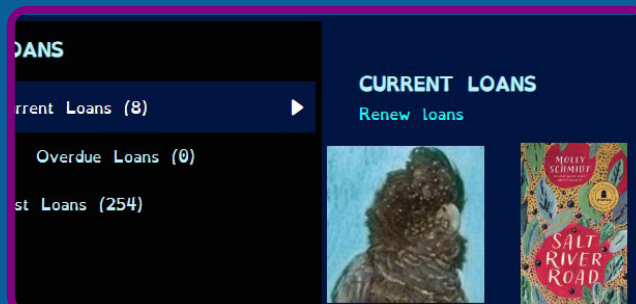 OANS
rrent Loans (8)
Overdue Loans (0)
st Loans (254)
CURRENT LOANS
Renew loans
MOLLY
SCHMIDT
SALT
RIVER
ROAD